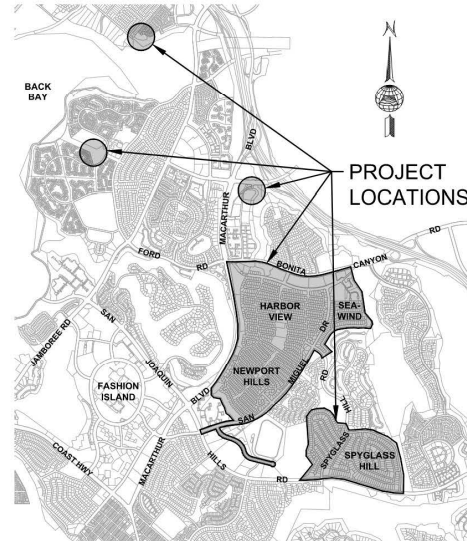 N
BACK
BAY
BLVD
PROJECT
LOCATIONS
MACARTHUR
FORD
RD
BONITA
CANYON
RD
HARBOR
VIEW
SEA-
WIND
DR
JAMBOREE RD
SAN
JOAQUIN
FASHION
ISLAND
NEWPORT
HILLS
MIGUEL
RD
HILL
BLVD
SAN
COAST HWY
MACARTHUR
HILLS
RD
SPYGLASS
SPYGLASS
HILL